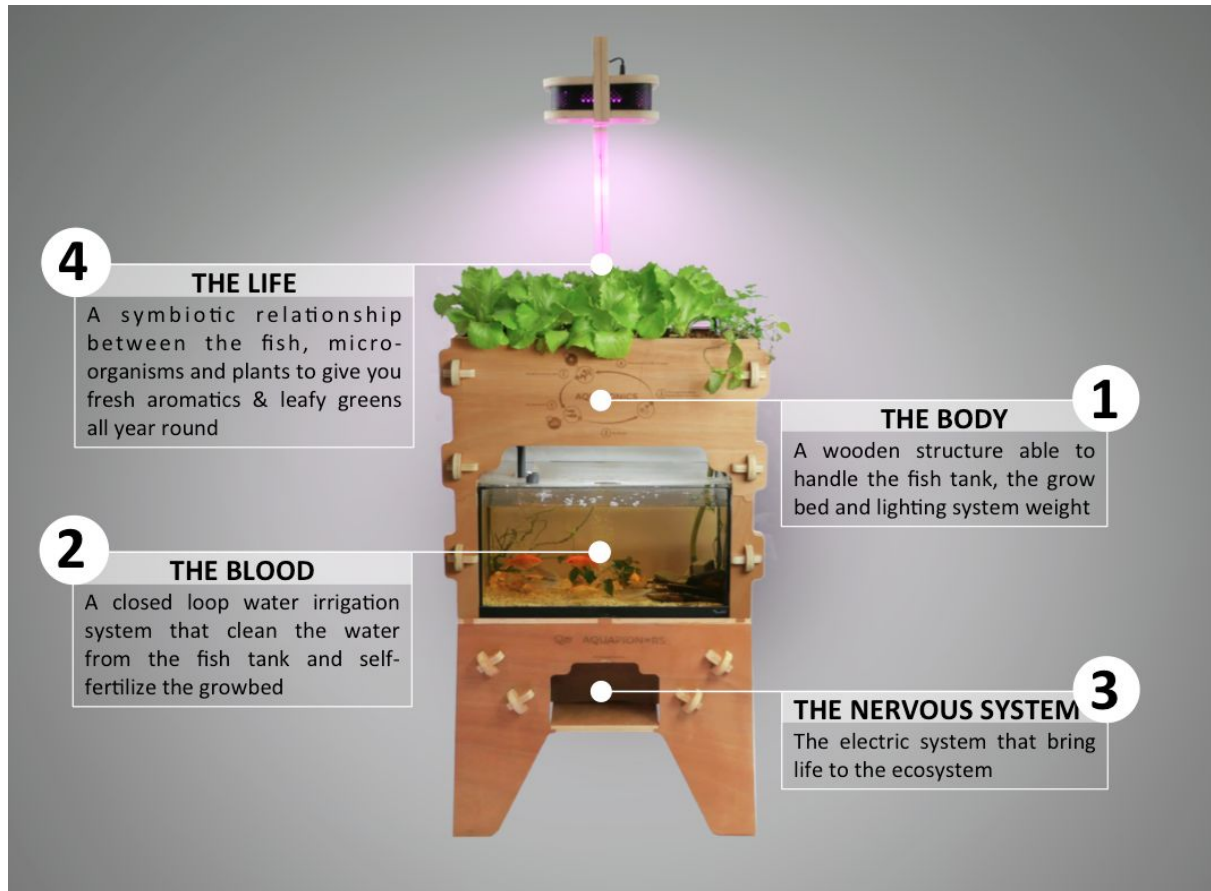 4
THE LIFE
A symbiotic relationship
between the fish, micro-
organisms and plants to give you
fresh aromatics & leafy greens
all year round
1
THE BODY
A wooden structure able to
handle the fish tank, the grow
bed and lighting system weight
2
THE BLOOD
A closed loop water irrigation
system that clean the water
from the fish tank and self-
fertilize the growbed
3
THE NERVOUS SYSTEM
The electric system that bring
life to the ecosystem